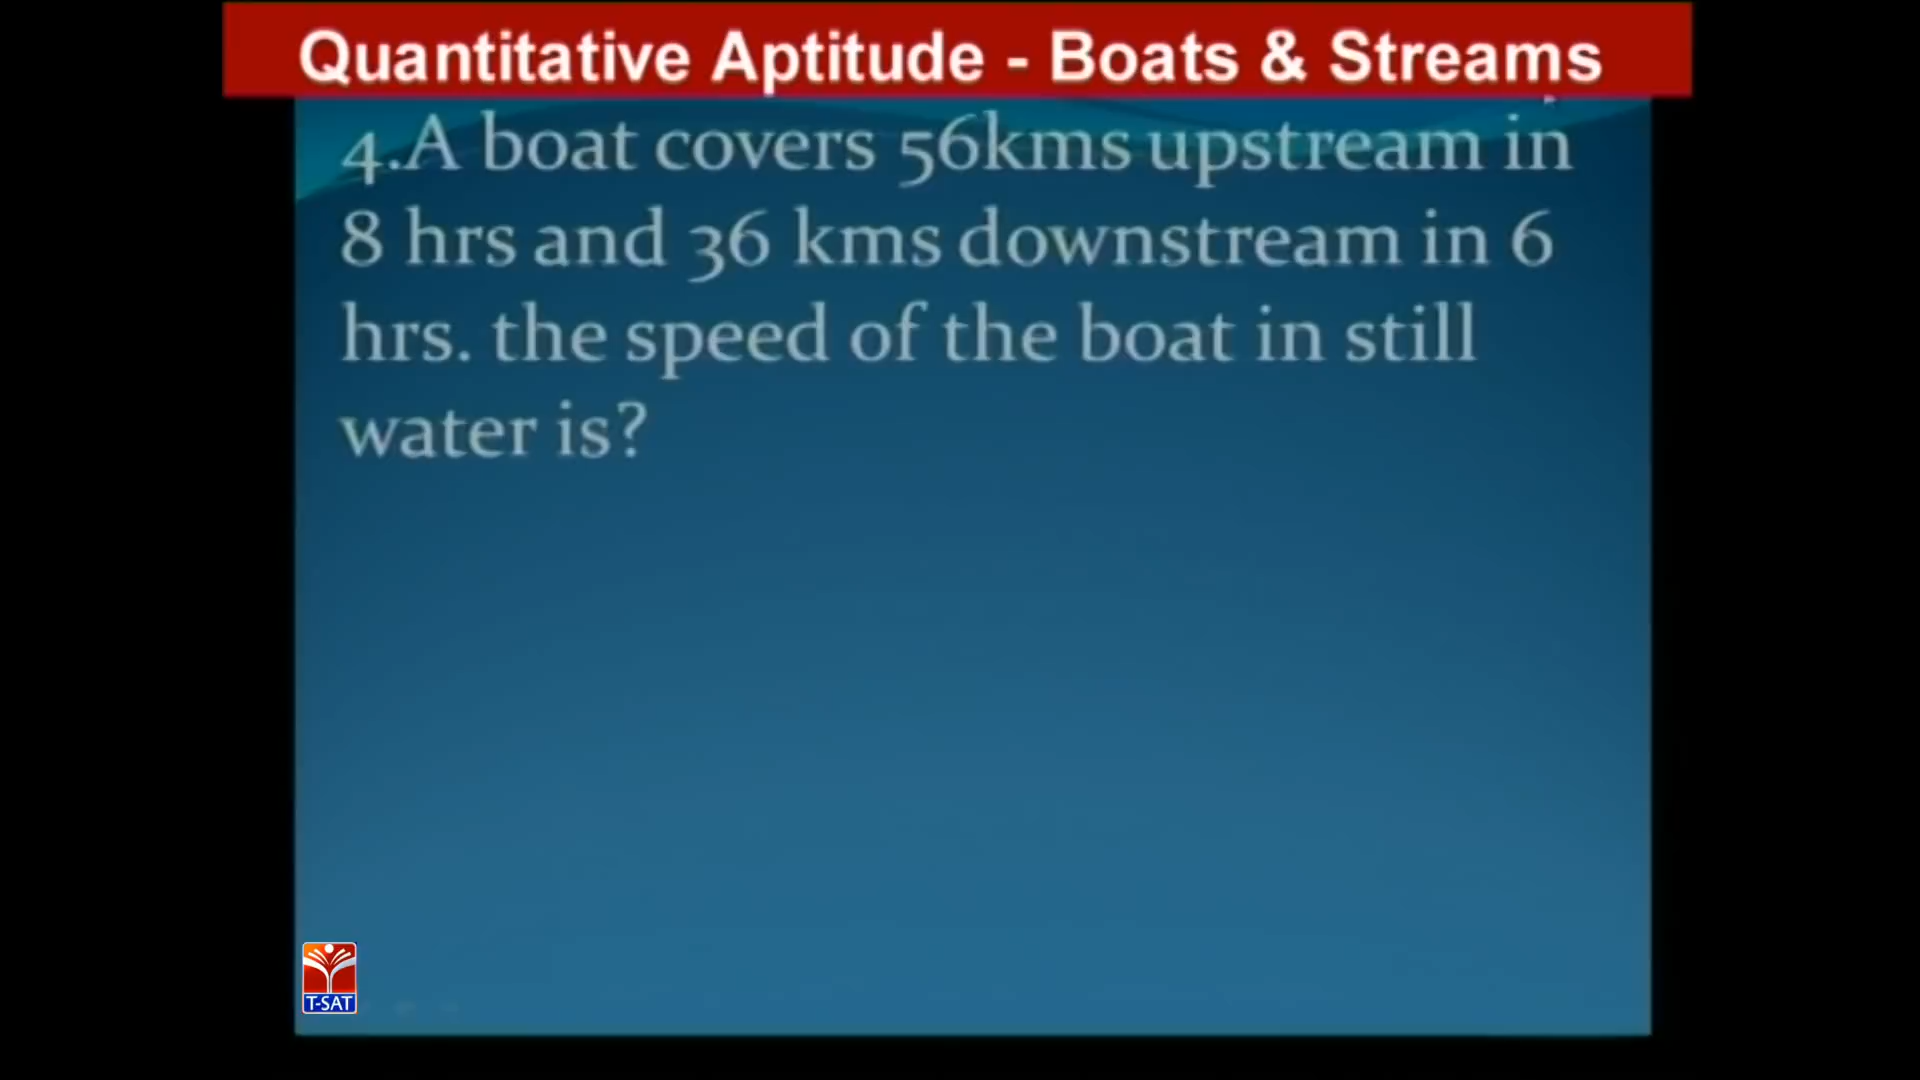 Quantitative Aptitude - Boats & Streams
4.A boat covers 56kms upstream in
8 hrs and 36 kms downstream in 6
hrs. the speed of the boat in still
water is?
T-SAT